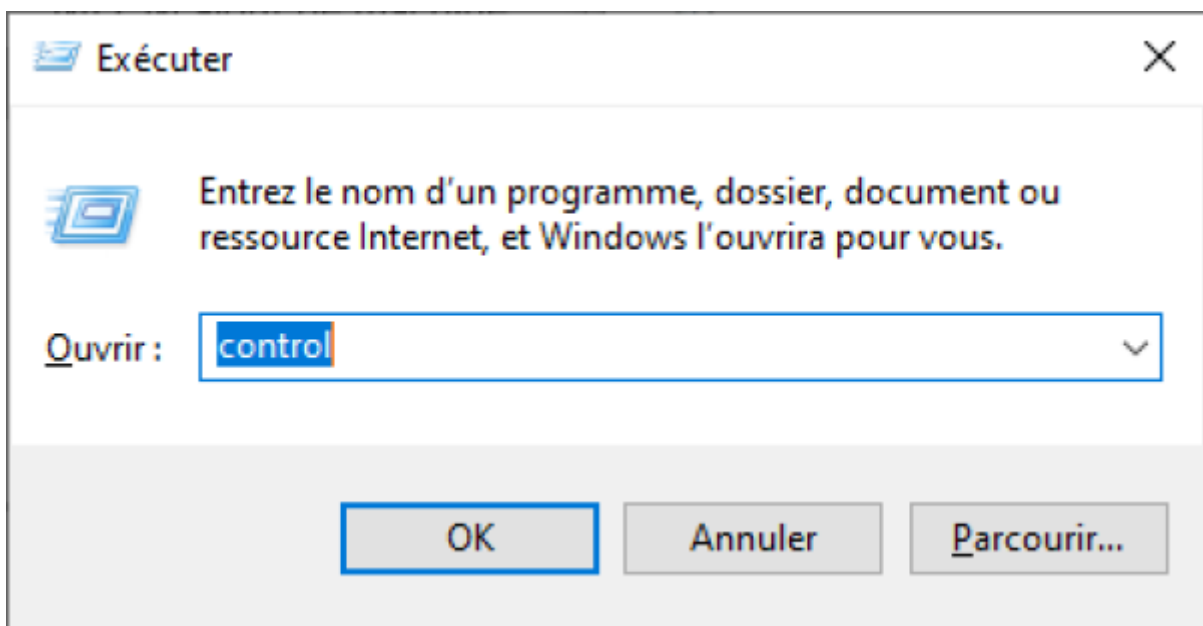 Exécuter
Entrez le nom d'un programme, dossier, document ou
ressource Internet, et Windows l'ouvrira pour vous.
Ouvrir :
control
OK
Annuler
Parcourir...